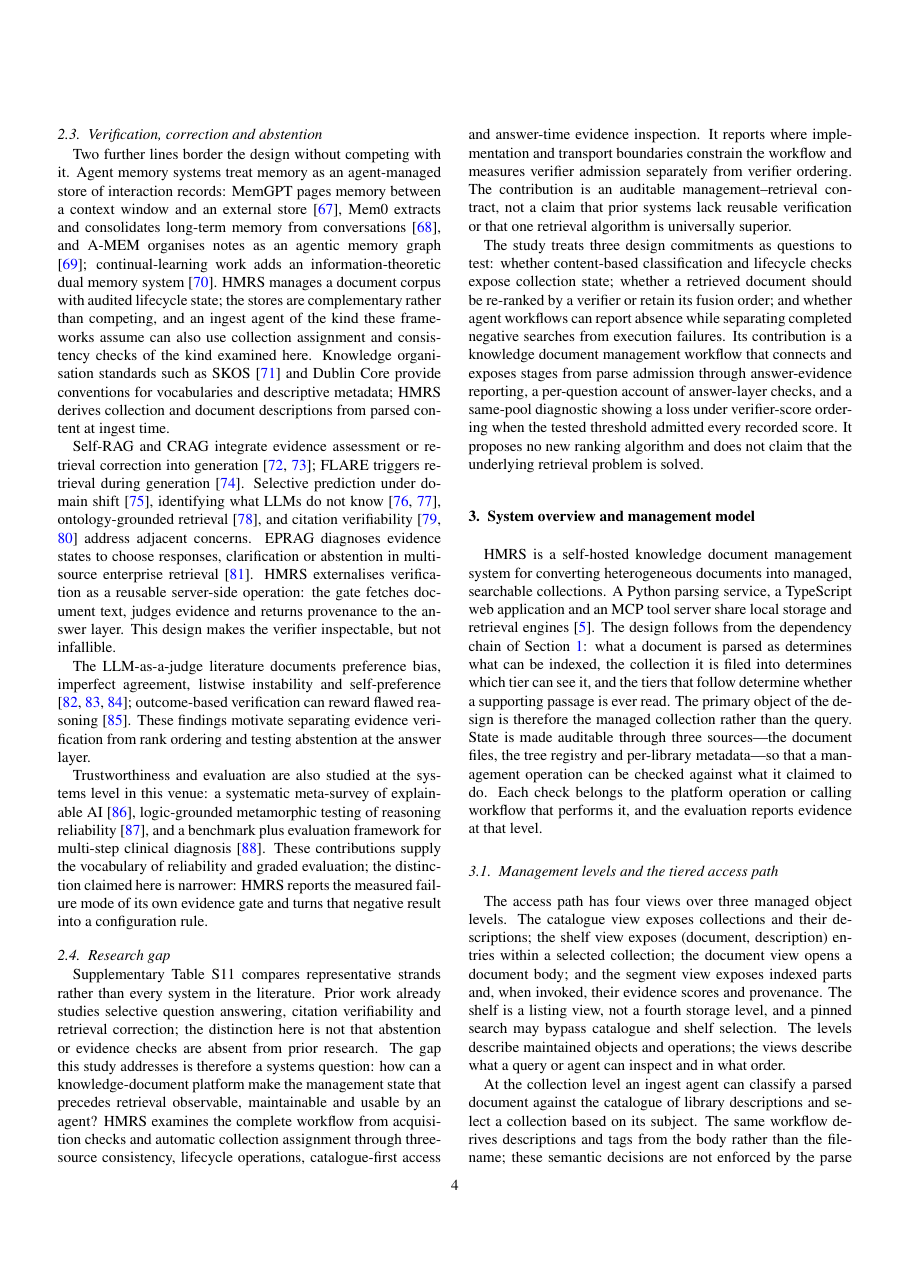 2.3. Verification, correction and abstention
Two further lines border the design without competing with
it. Agent memory systems treat memory as an agent-managed
store of interaction records: MemGPT pages memory between
a context window and an external store [67], Mem0 extracts
and consolidates long-term memory from conversations [68],
and A-MEM organises notes as an agentic memory graph
[69]; continual-learning work adds an information-theoretic
dual memory system [70]. HMRS manages a document corpus
with audited lifecycle state; the stores are complementary rather
than competing, and an ingest agent of the kind these frame-
works assume can also use collection assignment and consis-
tency checks of the kind examined here. Knowledge organi-
sation standards such as SKOS [71] and Dublin Core provide
conventions for vocabularies and descriptive metadata; HMRS
derives collection and document descriptions from parsed con-
tent at ingest time.
Self-RAG and CRAG integrate evidence assessment or re-
trieval correction into generation [72, 73]; FLARE triggers re-
trieval during generation [74]. Selective prediction under do-
main shift [75], identifying what LLMs do not know [76, 77],
ontology-grounded retrieval [78], and citation verifiability [79,
80] address adjacent concerns. EPRAG diagnoses evidence
states to choose responses, clarification or abstention in multi-
source enterprise retrieval [81]. HMRS externalises verifica-
tion as a reusable server-side operation: the gate fetches doc-
ument text, judges evidence and returns provenance to the an-
swer layer. This design makes the verifier inspectable, but not
infallible.
The LLM-as-a-judge literature documents preference bias,
imperfect agreement, listwise instability and self-preference
[82, 83, 84]; outcome-based verification can reward flawed rea-
soning [85]. These findings motivate separating evidence veri-
fication from rank ordering and testing abstention at the answer
layer.
Trustworthiness and evaluation are also studied at the sys-
tems level in this venue: a systematic meta-survey of explain-
able AI [86], logic-grounded metamorphic testing of reasoning
reliability [87], and a benchmark plus evaluation framework for
multi-step clinical diagnosis [88]. These contributions supply
the vocabulary of reliability and graded evaluation; the distinc-
tion claimed here is narrower: HMRS reports the measured fail-
ure mode of its own evidence gate and turns that negative result
into a configuration rule.
2.4. Research gap
Supplementary Table S11 compares representative strands
rather than every system in the literature. Prior work already
studies selective question answering, citation verifiability and
retrieval correction; the distinction here is not that abstention
or evidence checks are absent from prior research. The gap
this study addresses is therefore a systems question: how can a
knowledge-document platform make the management state that
precedes retrieval observable, maintainable and usable by an
agent? HMRS examines the complete workflow from acquisi-
tion checks and automatic collection assignment through three-
source consistency, lifecycle operations, catalogue-first access
and answer-time evidence inspection. It reports where imple-
mentation and transport boundaries constrain the workflow and
measures verifier admission separately from verifier ordering.
The contribution is an auditable management–retrieval con-
tract, not a claim that prior systems lack reusable verification
or that one retrieval algorithm is universally superior.
The study treats three design commitments as questions to
test: whether content-based classification and lifecycle checks
expose collection state; whether a retrieved document should
be re-ranked by a verifier or retain its fusion order; and whether
agent workflows can report absence while separating completed
negative searches from execution failures. Its contribution is a
knowledge document management workflow that connects and
exposes stages from parse admission through answer-evidence
reporting, a per-question account of answer-layer checks, and a
same-pool diagnostic showing a loss under verifier-score order-
ing when the tested threshold admitted every recorded score. It
proposes no new ranking algorithm and does not claim that the
underlying retrieval problem is solved.
3. System overview and management model
HMRS is a self-hosted knowledge document management
system for converting heterogeneous documents into managed,
searchable collections. A Python parsing service, a TypeScript
web application and an MCP tool server share local storage and
retrieval engines [5]. The design follows from the dependency
chain of Section 1: what a document is parsed as determines
what can be indexed, the collection it is filed into determines
which tier can see it, and the tiers that follow determine whether
a supporting passage is ever read. The primary object of the de-
sign is therefore the managed collection rather than the query.
State is made auditable through three sources—the document
files, the tree registry and per-library metadata—so that a man-
agement operation can be checked against what it claimed to
do. Each check belongs to the platform operation or calling
workflow that performs it, and the evaluation reports evidence
at that level.
3.1. Management levels and the tiered access path
The access path has four views over three managed object
levels. The catalogue view exposes collections and their de-
scriptions; the shelf view exposes (document, description) en-
tries within a selected collection; the document view opens a
document body; and the segment view exposes indexed parts
and, when invoked, their evidence scores and provenance. The
shelf is a listing view, not a fourth storage level, and a pinned
search may bypass catalogue and shelf selection. The levels
describe maintained objects and operations; the views describe
what a query or agent can inspect and in what order.
At the collection level an ingest agent can classify a parsed
document against the catalogue of library descriptions and se-
lect a collection based on its subject. The same workflow de-
rives descriptions and tags from the body rather than the file-
name; these semantic decisions are not enforced by the parse
4